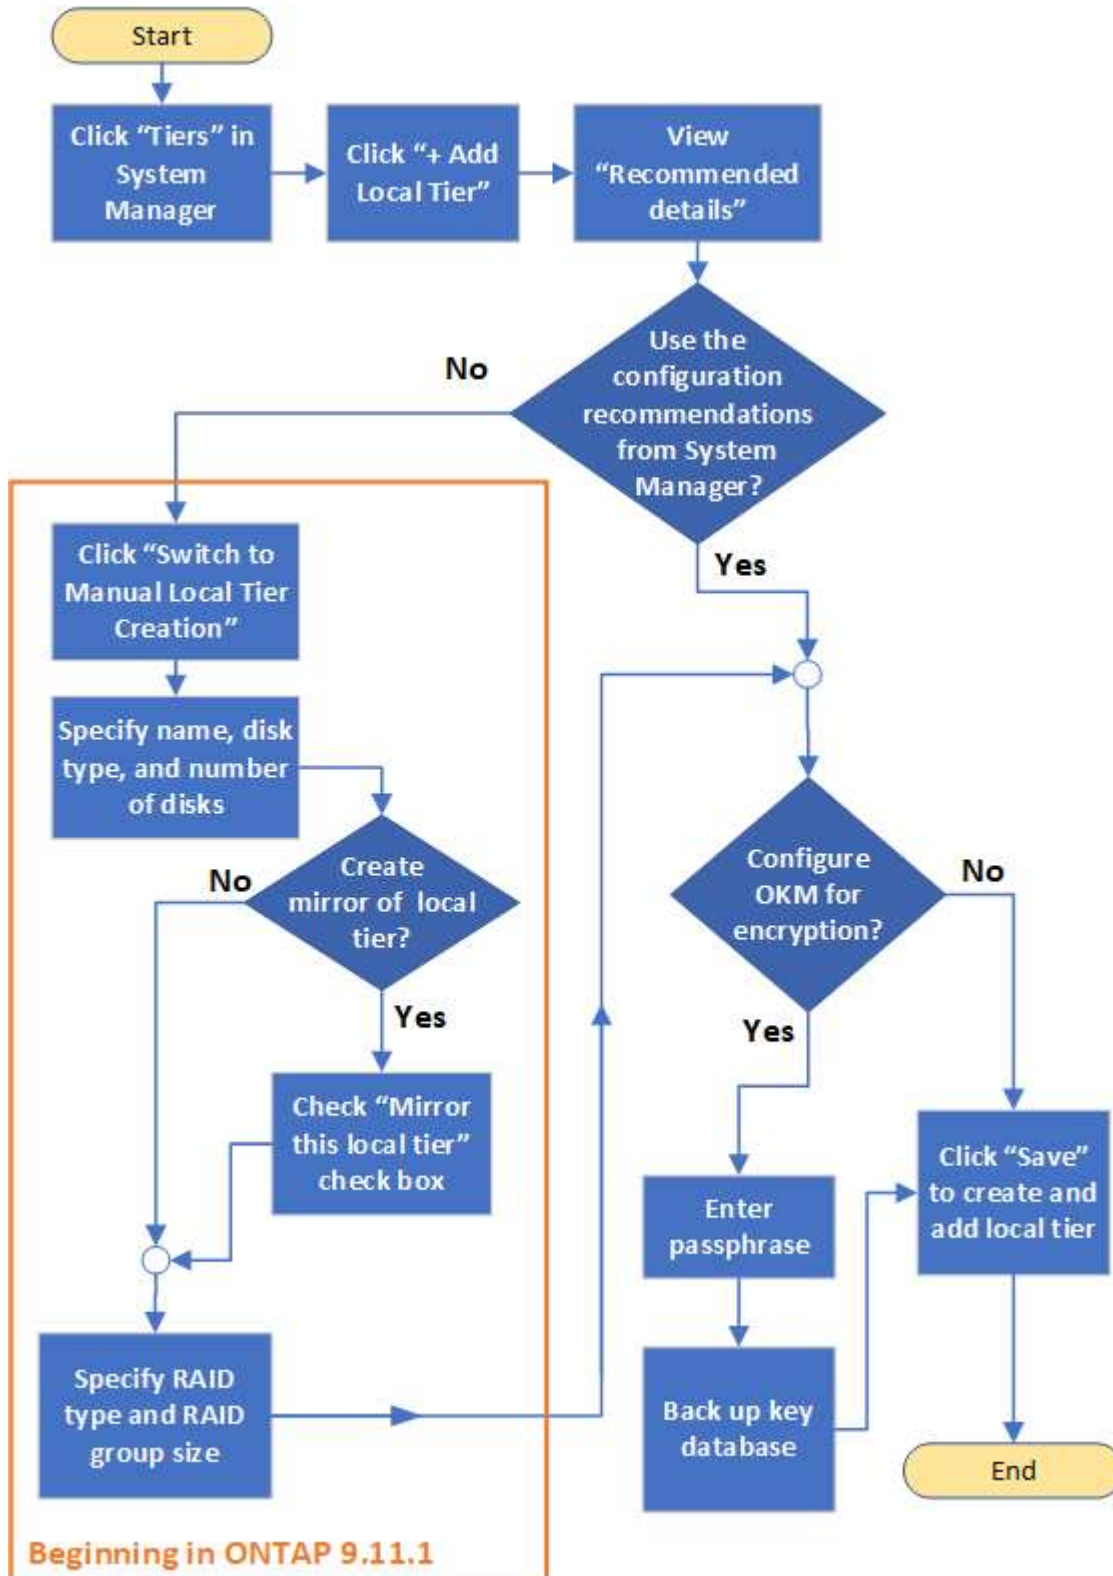 Start
Click “Tiers” in
System
Manager
Click “+ Add
Local Tier”
View
“Recommended
details”
Use the
configuration
recommendations
from System
Manager?
No
Yes
Click “Switch to
Manual Local Tier
Creation”
Specify name, disk
type, and number
of disks
Create
mirror of local
tier?
No
Yes
Check “Mirror
this local tier”
check box
Specify RAID
type and RAID
group size
Beginning in ONTAP 9.11.1
Configure
OKM for
encryption?
No
Yes
Enter
passphrase
Back up key
database
Click “Save”
to create and
add local tier
End